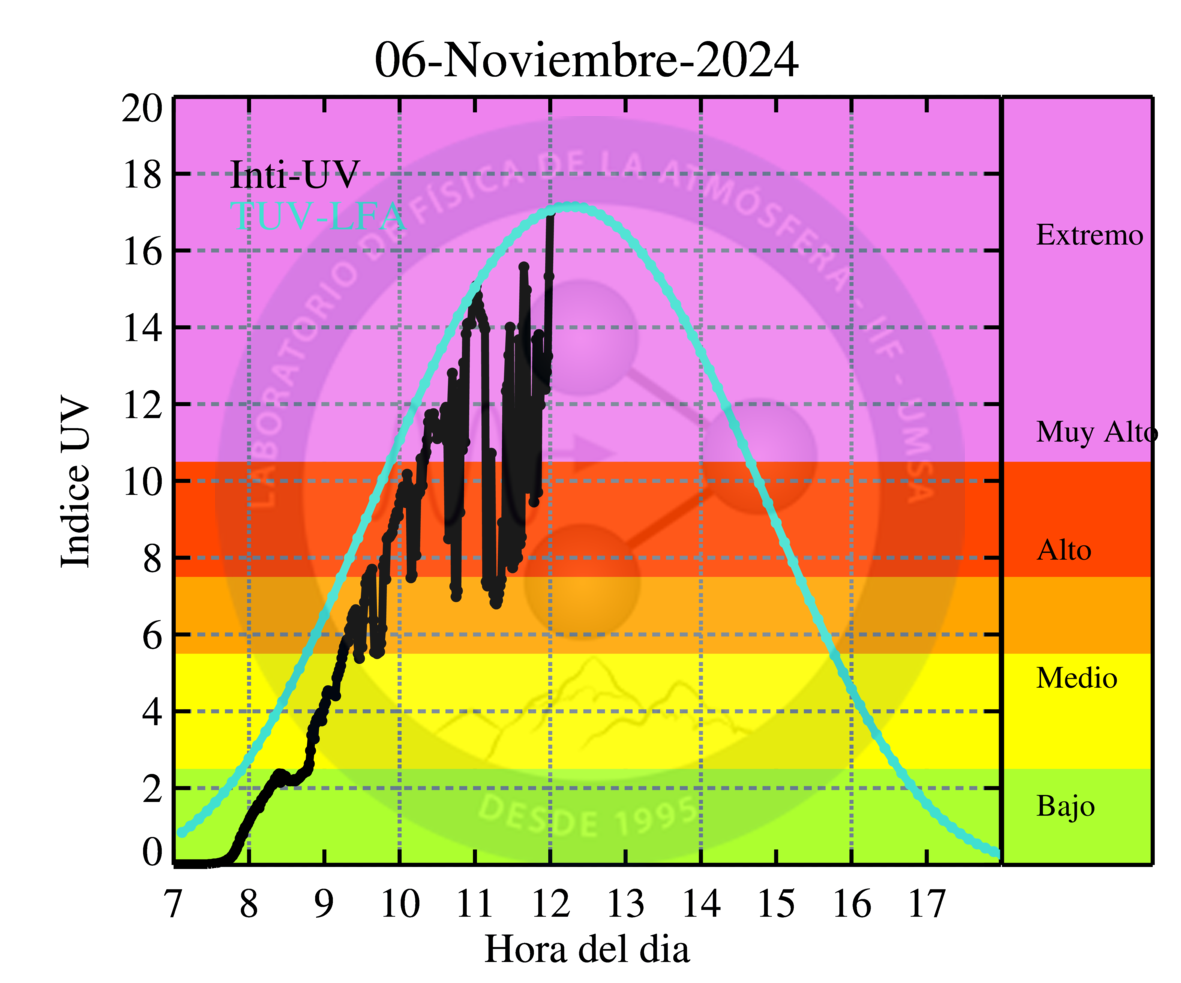 06-Noviembre-2024
20
18
16
14
12
10
8
6
4
2
0
Indice UV
Inti-UV
TUV-LFA
LABORATORIO DE FÍSICA DE LA ATMÓSFERA - IIF - UMSA
DESDE 1995
Extremo
Muy Alto
Alto
Medio
Bajo
7 8 9 10 11 12 13 14 15 16 17
Hora del dia